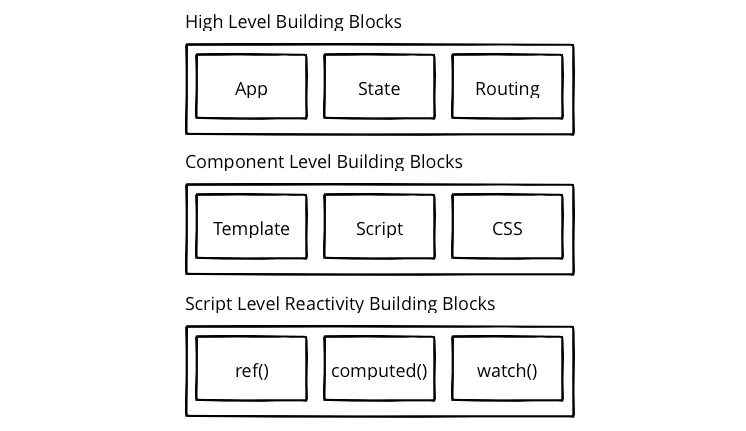 High Level Building Blocks
App State Routing
Component Level Building Blocks
Template Script CSS
Script Level Reactivity Building Blocks
ref() computed() watch()